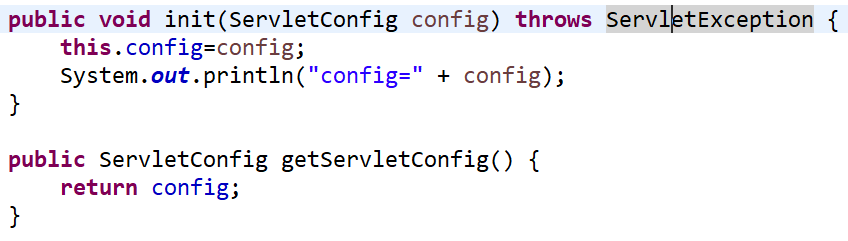 public void init(ServletConfig config) throws ServletException {
    this.config=config;
    System.out.println("config=" + config);
}

public ServletConfig getServletConfig() {
    return config;
}